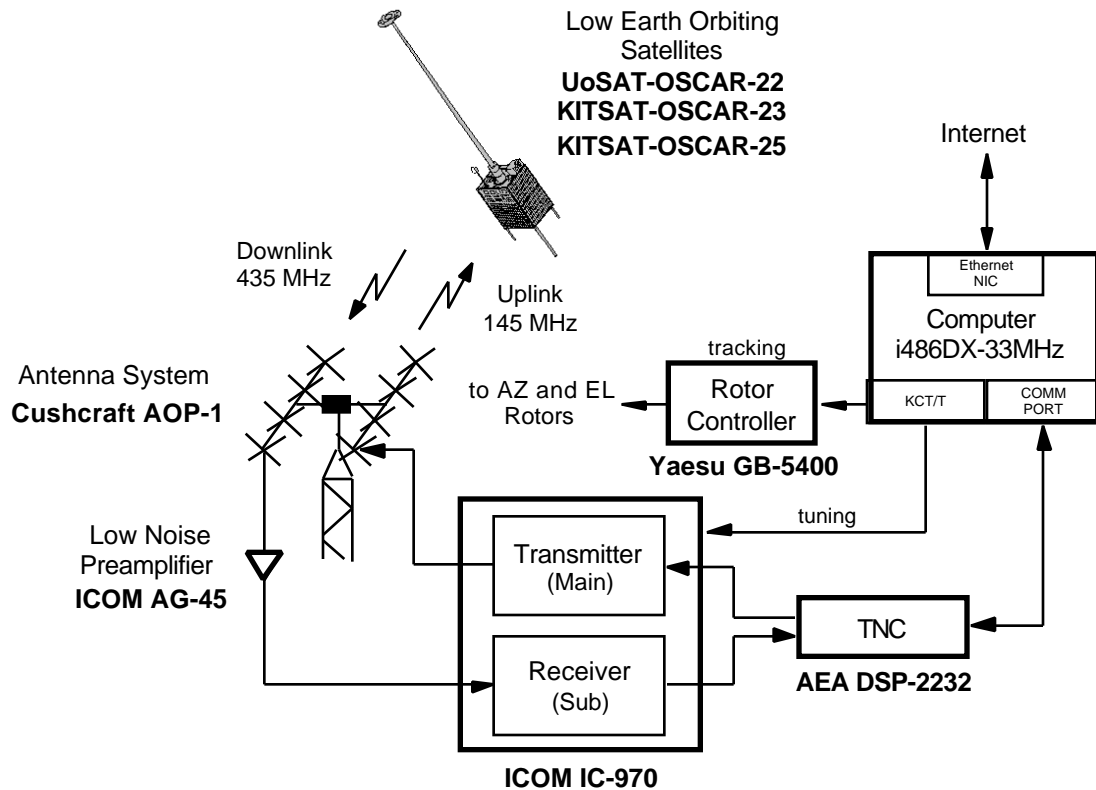 Low Earth Orbiting
Satellites
UoSAT-OSCAR-22
KITSAT-OSCAR-23
KITSAT-OSCAR-25
Internet
Ethernet
NIC
Computer
i486DX-33MHz
KCT/T
COMM
PORT
Downlink
435 MHz
Uplink
145 MHz
tracking
Rotor
Controller
to AZ and EL
Rotors
Yaesu GB-5400
Antenna System
Cushcraft AOP-1
tuning
Low Noise
Preamplifier
ICOM AG-45
Transmitter
(Main)
Receiver
(Sub)
TNC
AEA DSP-2232
ICOM IC-970